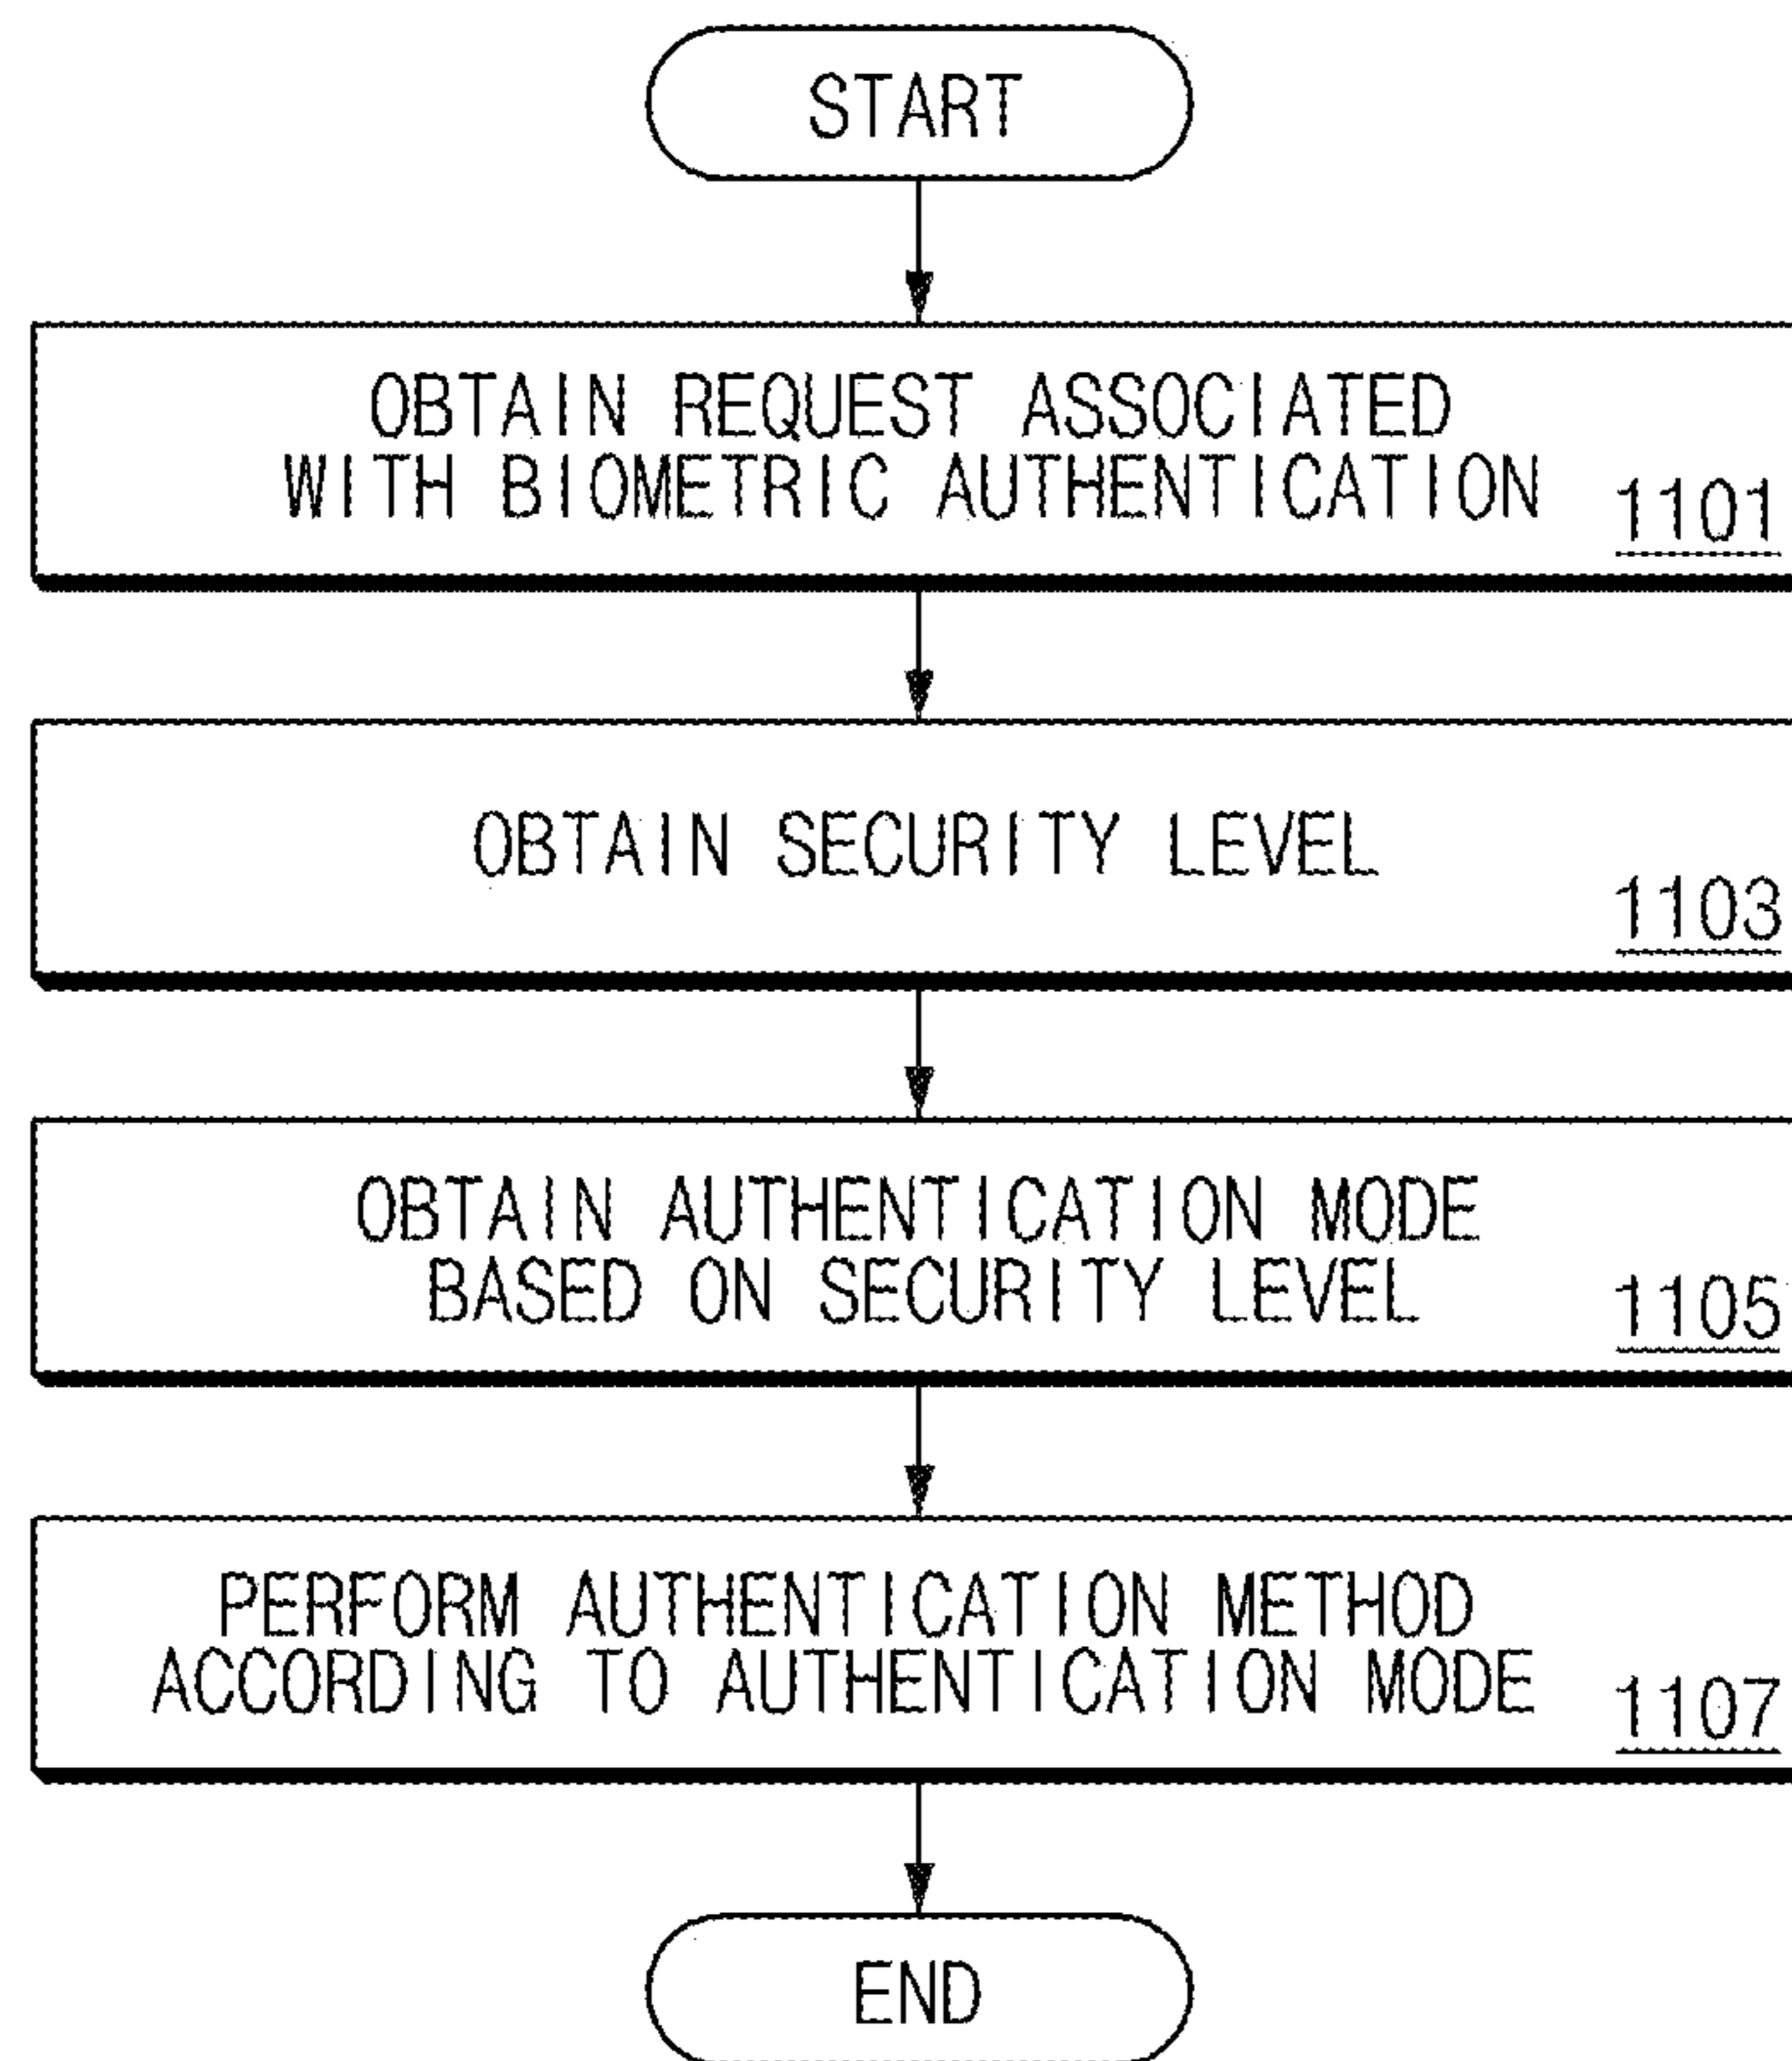 START
OBTAIN REQUEST ASSOCIATED
WITH BIOMETRIC AUTHENTICATION
1101
OBTAIN SECURITY LEVEL
1103
OBTAIN AUTHENTICATION MODE
BASED ON SECURITY LEVEL
1105
PERFORM AUTHENTICATION METHOD
ACCORDING TO AUTHENTICATION MODE
1107
END